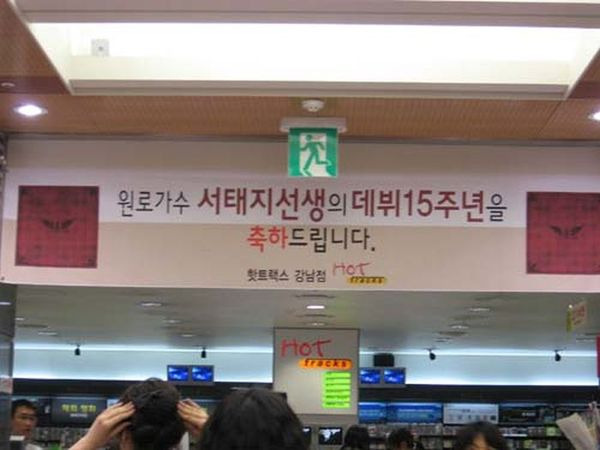 원로가수 서태지선생의 데뷔15주년을
축하드립니다.
핫트랙스 강남점 HOT tracks
HOT
tracks